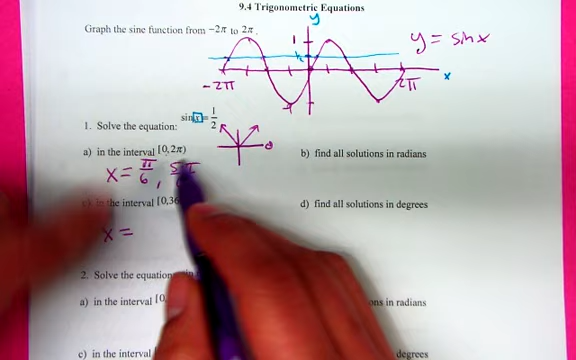 9.4 Trigonometric Equations
Graph the sine function from −2π to 2π.
y
1
y = sin x
½
−2π
2π
x
1. Solve the equation: sin(x) = 1/2
a) in the interval [0, 2π)
b) find all solutions in radians
x = π/6, 5π
c) in the interval [0, 36
d) find all solutions in degrees
x =
2. Solve the equation
a) in the interval [0,
ons in radians
c) in the interval
degrees